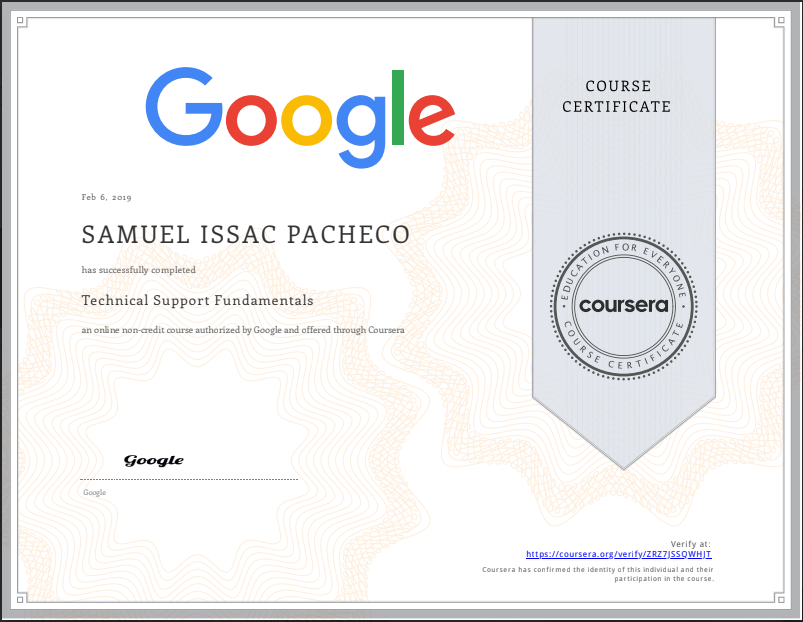 Google
COURSE
CERTIFICATE
Feb 6, 2019
SAMUEL ISSAC PACHECO
has successfully completed
Technical Support Fundamentals
an online non-credit course authorized by Google and offered through Coursera
EDUCATION FOR EVERYONE
coursera
COURSE CERTIFICATE
Google
Google
Verify at:
https://coursera.org/verify/ZRZ7JSSQWHJT
Coursera has confirmed the identity of this individual and their
participation in the course.